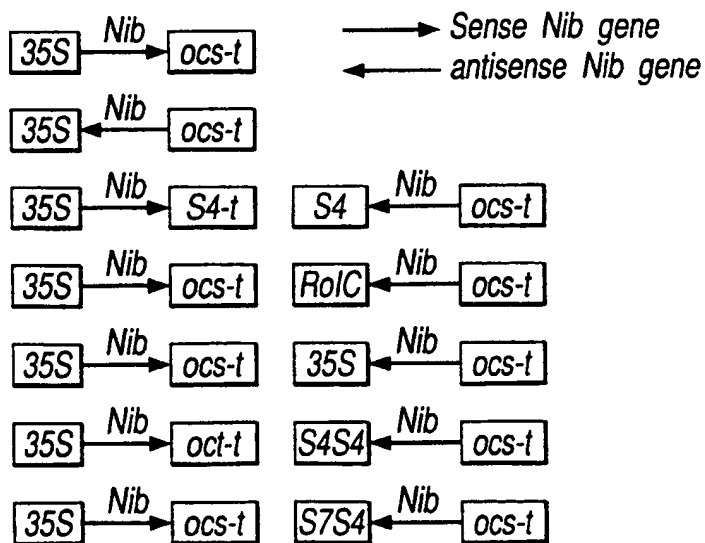 35S Nib ocs-t Sense Nib gene
antisense Nib gene
35S Nib ocs-t
35S Nib S4-t S4 Nib ocs-t
35S Nib ocs-t RolC Nib ocs-t
35S Nib ocs-t 35S Nib ocs-t
35S Nib oct-t S4S4 Nib ocs-t
35S Nib ocs-t S7S4 Nib ocs-t